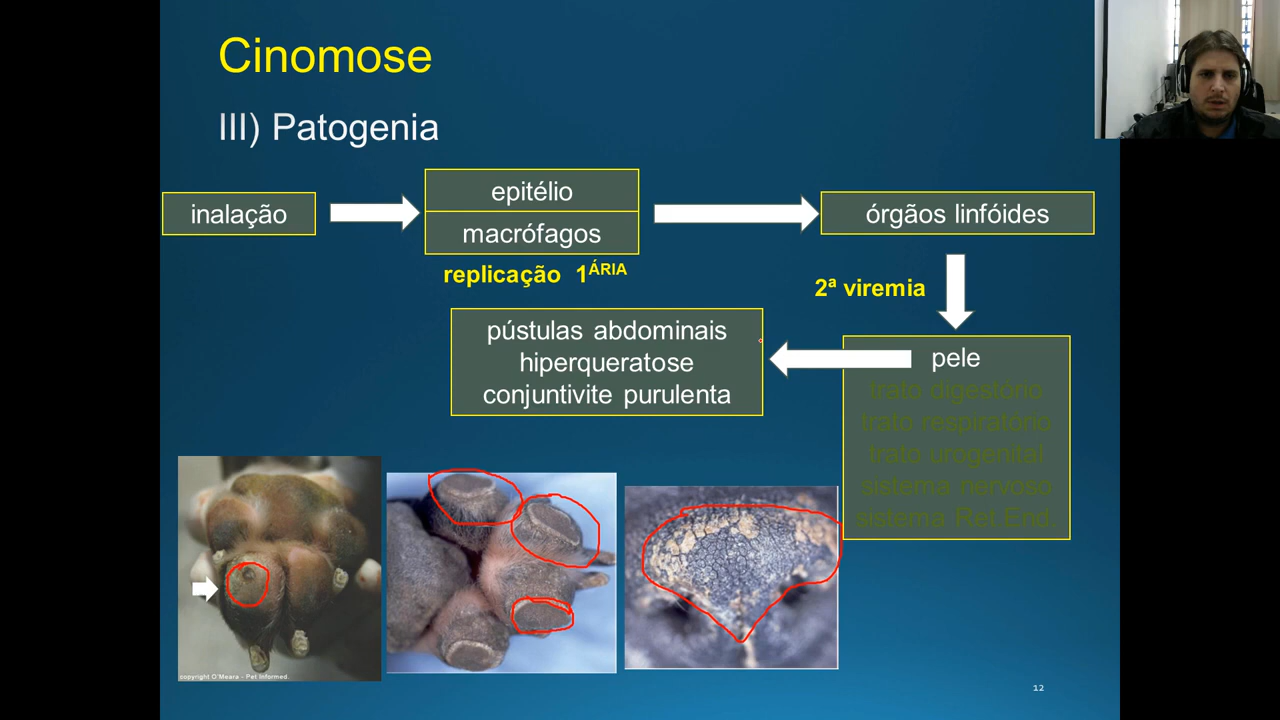 Cinomose
III) Patogenia
inalação
epitélio
macrófagos
replicação 1ÁRIA
órgãos linfóides
2ª viremia
pele
trato digestório
trato respiratório
trato urogenital
sistema nervoso
sistema Ret.End.
pústulas abdominais
hiperqueratose
conjuntivite purulenta
copyright O'Meara - Pet Informed.
12